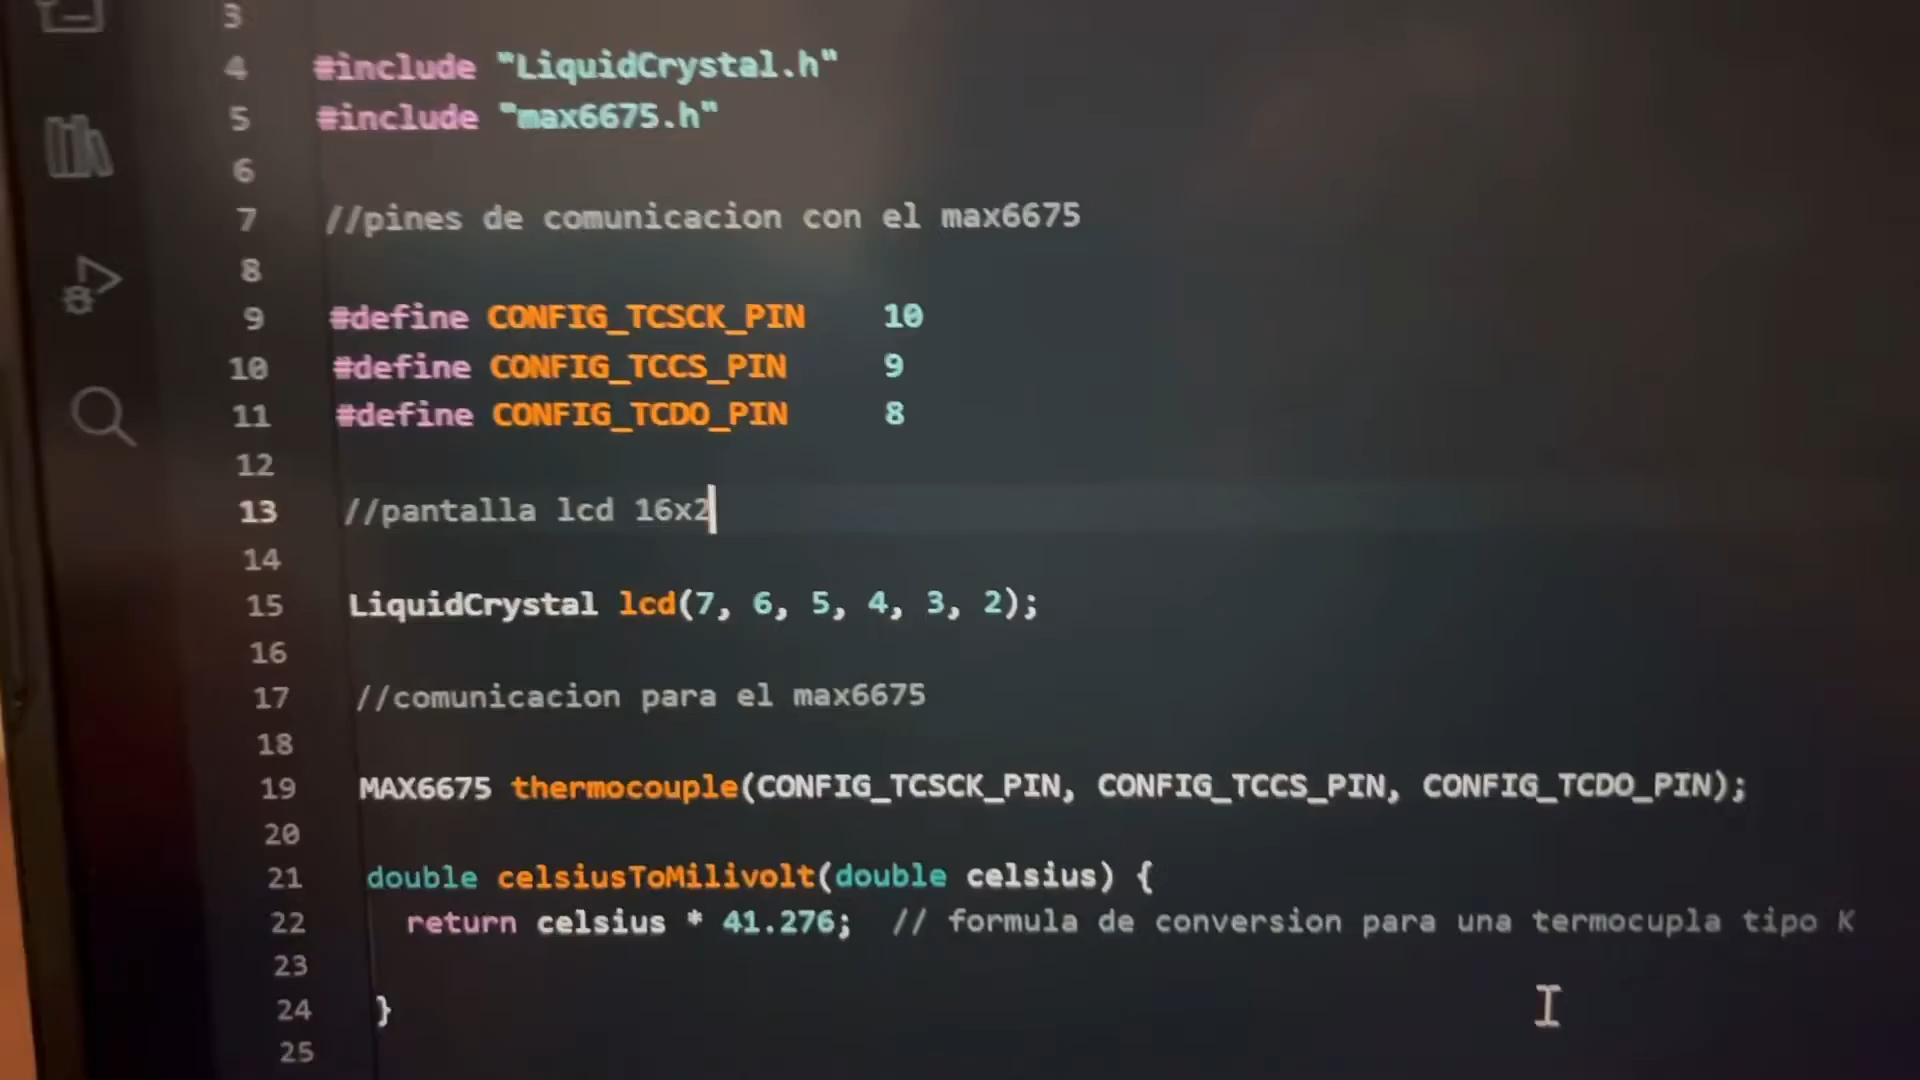 3
4 #include "LiquidCrystal.h"
5 #include "max6675.h"
6
7 //pines de comunicacion con el max6675
8
9 #define CONFIG_TCSCK_PIN 10
10 #define CONFIG_TCCS_PIN 9
11 #define CONFIG_TCDO_PIN 8
12
13 //pantalla lcd 16x2
14
15 LiquidCrystal lcd(7, 6, 5, 4, 3, 2);
16
17 //comunicacion para el max6675
18
19 MAX6675 thermocouple(CONFIG_TCSCK_PIN, CONFIG_TCCS_PIN, CONFIG_TCDO_PIN);
20
21 double celsiusToMilivolt(double celsius) {
22 return celsius * 41.276; // formula de conversion para una termocupla tipo K
23
24 }
25